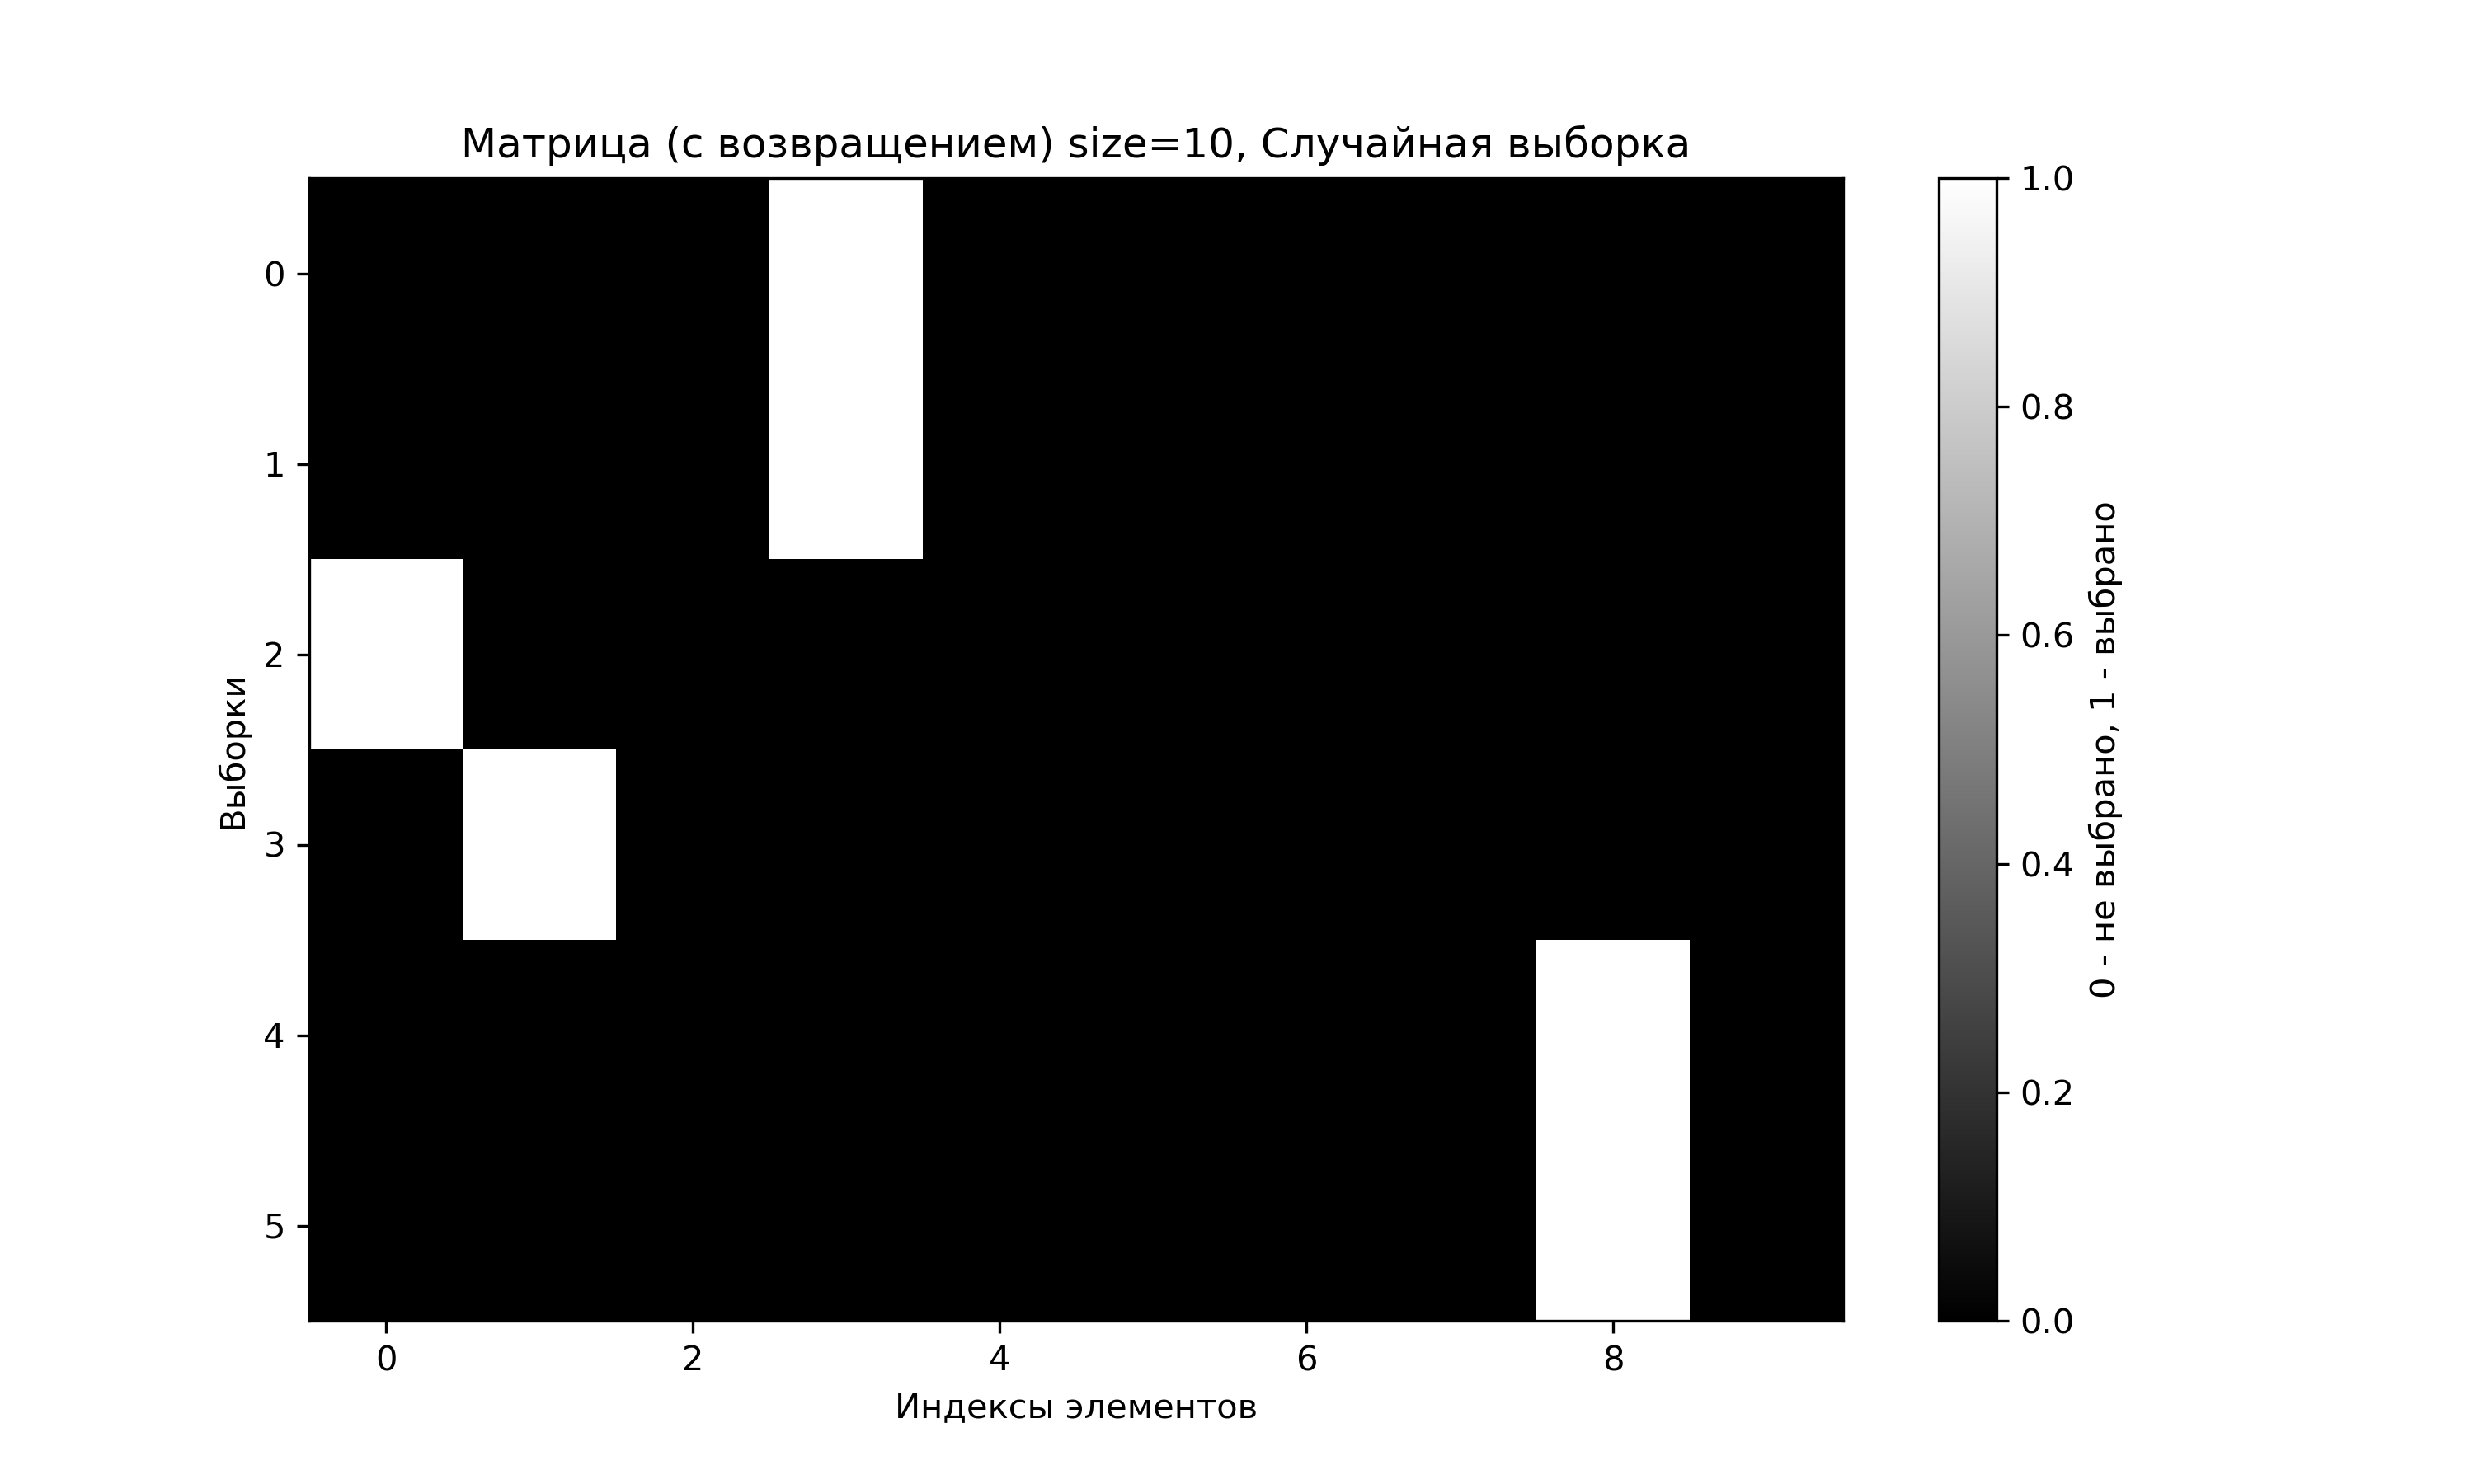 Матрица (с возвращением) size=10, Случайная выборка
Выборки
0
1
2
3
4
5
0 2 4 6 8
Индексы элементов
1.0
0.8
0.6
0.4
0.2
0.0
0 - не выбрано, 1 - выбрано